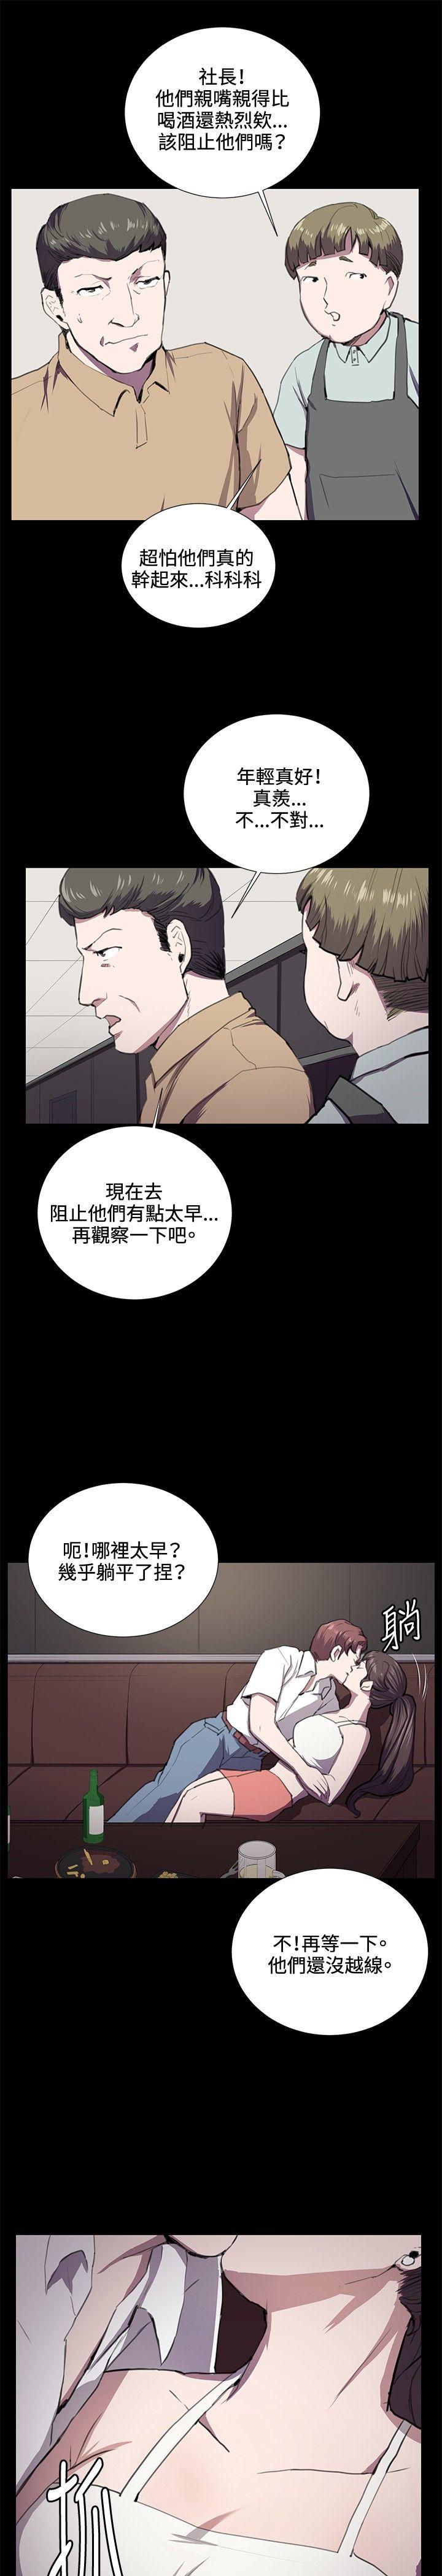 社長!
他們親嘴親得比
喝酒還熱烈欸...
該阻止他們嗎?
超怕他們真的
幹起來...科科科
年輕真好!
真羨...
不...不對...
現在去
阻止他們有點太早...
再觀察一下吧。
呃!哪裡太早?
幾乎躺平了捏?
躺
不!再等一下。
他們還沒越線。
抓